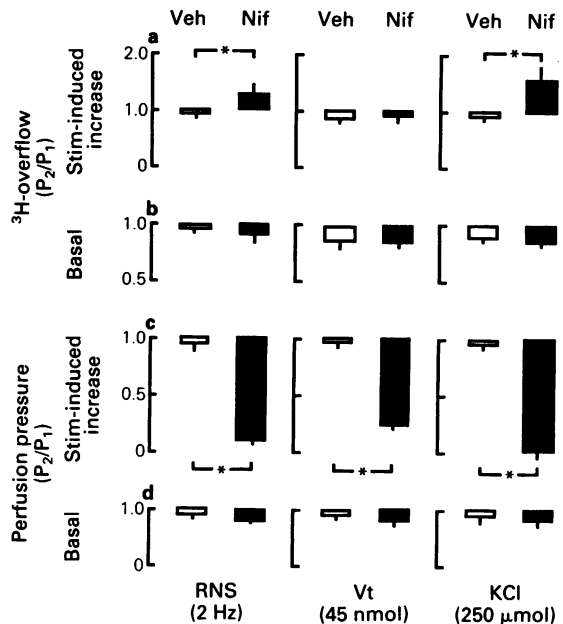 Veh Nif Veh Nif Veh Nif
a
2.0
*
*
1.0
0
Stim-induced
increase
³H-overflow
(P₂/P₁)
b
1.0
0.5
Basal
c
1.0
0.5
0
Stim-induced
increase
Perfusion pressure
(P₂/P₁)
* * *
d
1.0
0
Basal
RNS Vt KCl
(2 Hz) (45 nmol) (250 μmol)